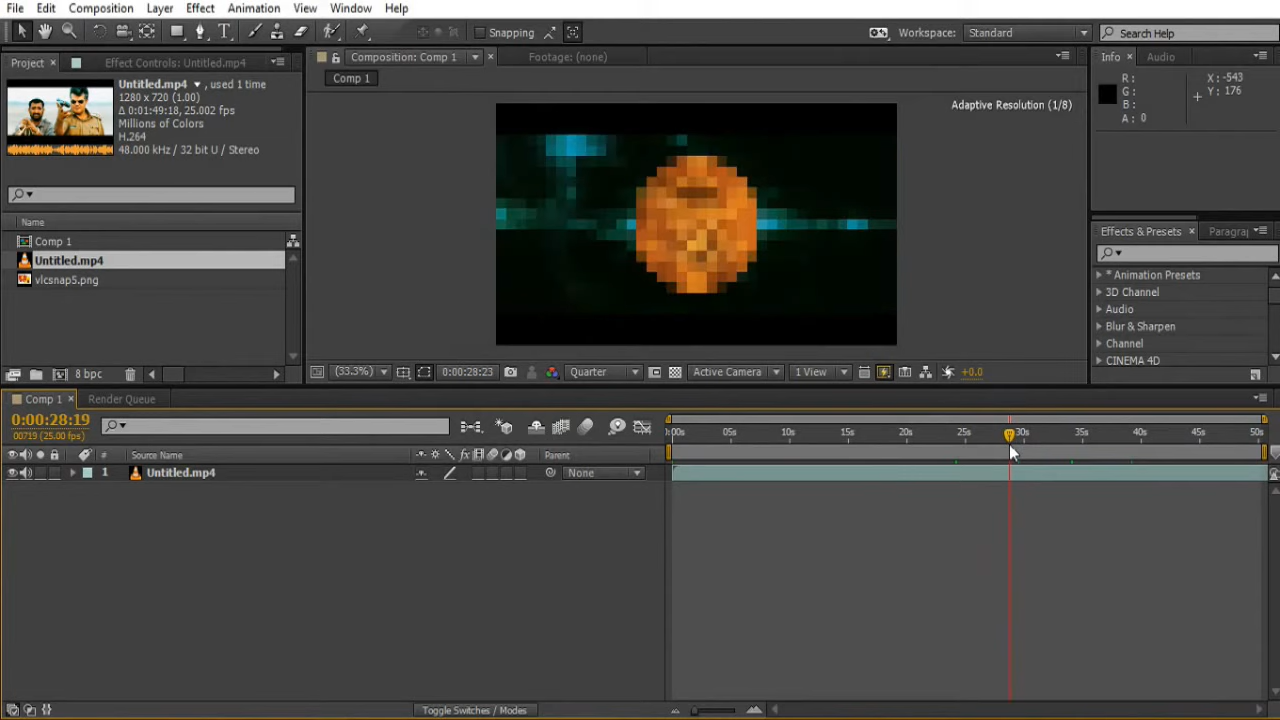 File Edit Composition Layer Effect Animation View Window Help
Snapping Workspace: Standard Search Help
Project Effect Controls: Untitled.mp4
Untitled.mp4 , used 1 time
1280 x 720 (1.00)
Δ 0:01:49:18, 25.002 fps
Millions of Colors
H.264
48.000 kHz / 32 bit U / Stereo
Name
Comp 1
Untitled.mp4
vlcsnap5.png
8 bpc
Composition: Comp 1 Footage: (none)
Comp 1
Adaptive Resolution (1/8)
(33.3%) 0:00:28:23 Quarter Active Camera 1 View +0.0
Info Audio
R: X: -543
G: Y: 176
B:
A: 0
Effects & Presets Paragraj
* Animation Presets
3D Channel
Audio
Blur & Sharpen
Channel
CINEMA 4D
Comp 1 Render Queue
0:00:28:19
00719 (25.00 fps)
:00s 05s 10s 15s 20s 25s 30s 35s 40s 45s 50s
Source Name Parent
1 Untitled.mp4 None
Toggle Switches / Modes